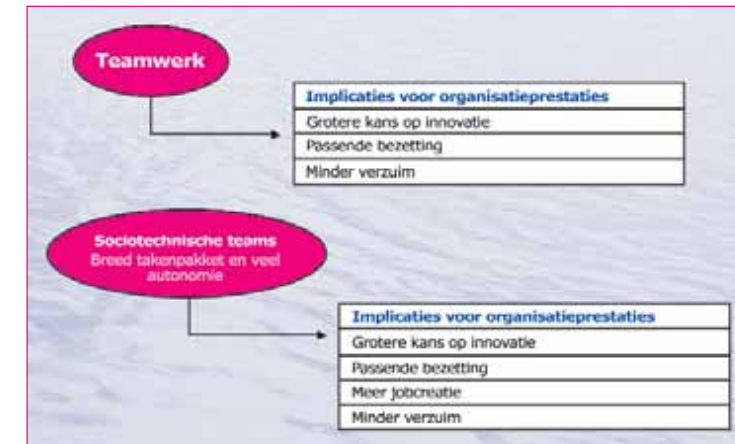 Teamwerk
Implicaties voor organisatieprestaties
Grotere kans op innovatie
Passende bezetting
Minder verzuim
Sociotechnische teams
Breed takenpakket en veel
autonomie
Implicaties voor organisatieprestaties
Grotere kans op innovatie
Passende bezetting
Meer jobcreatie
Minder verzuim